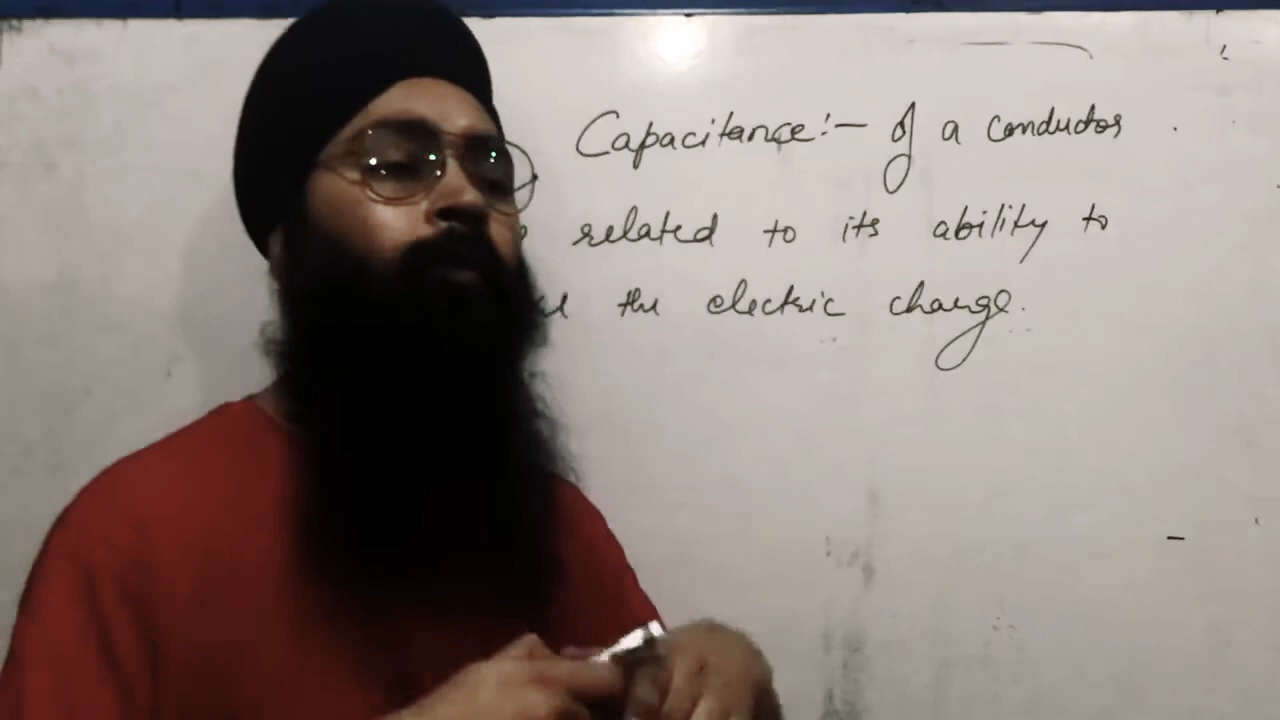 Capacitance:- of a conductor
related to its ability to
the electric charge.